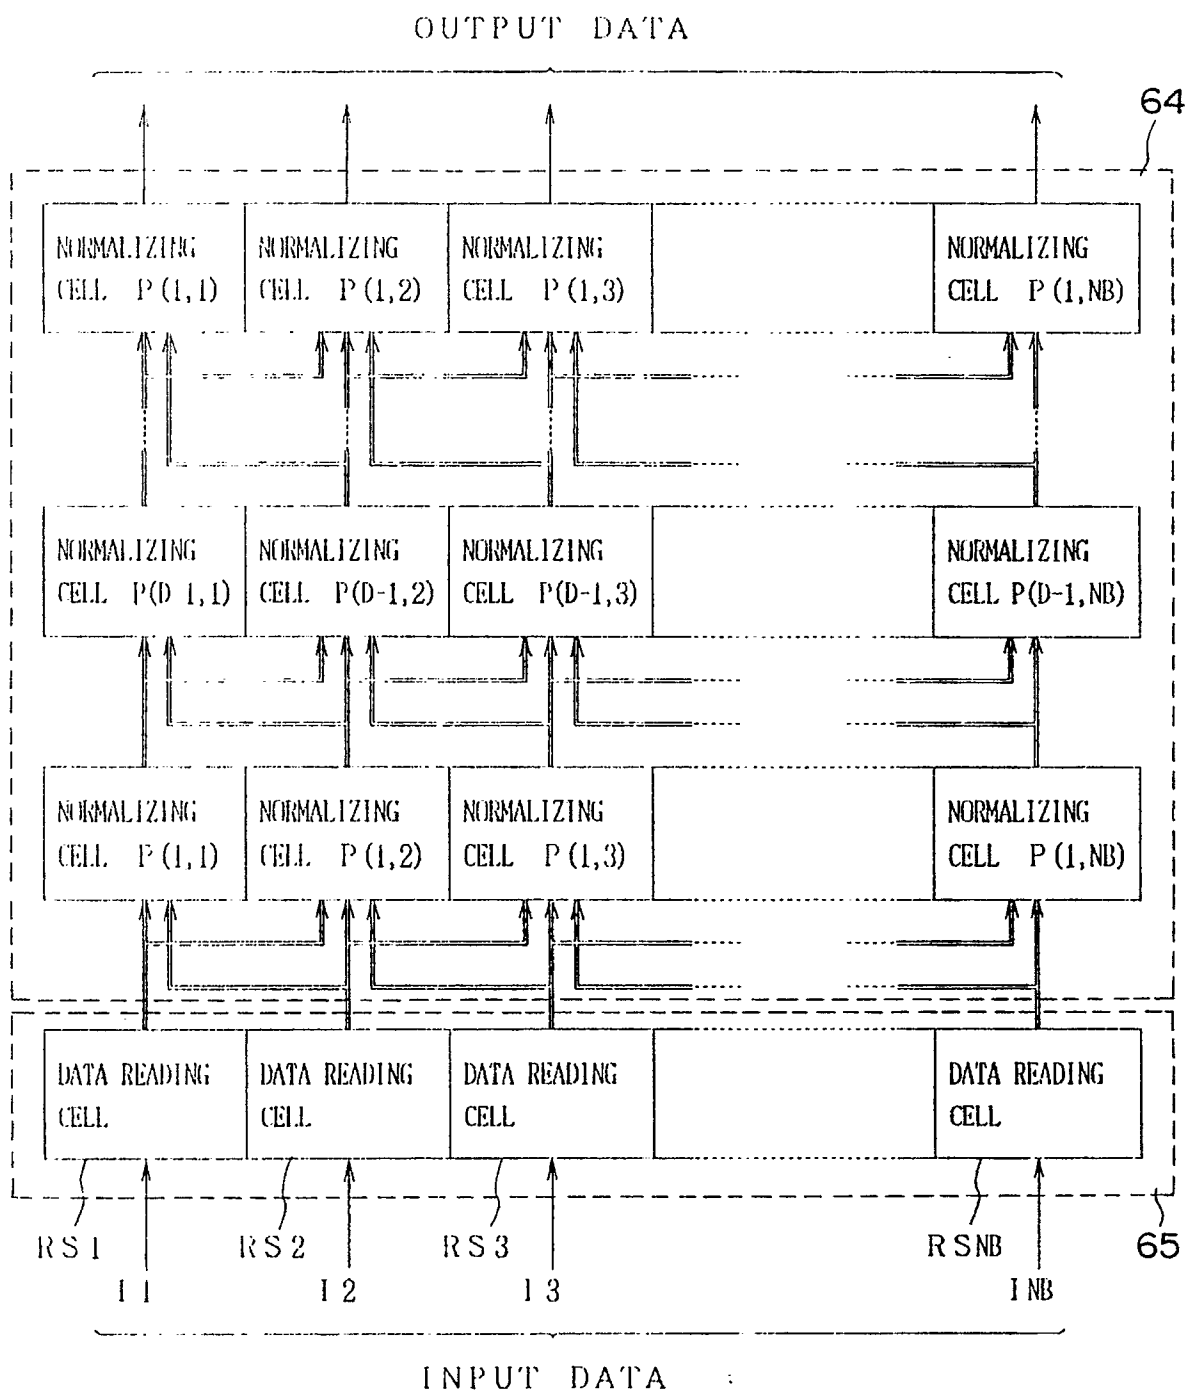 OUTPUT DATA
64
NORMALIZING CELL P(1,1)
NORMALIZING CELL P(1,2)
NORMALIZING CELL P(1,3)
NORMALIZING CELL P(1,NB)
NORMALIZING CELL P(D-1,1)
NORMALIZING CELL P(D-1,2)
NORMALIZING CELL P(D-1,3)
NORMALIZING CELL P(D-1,NB)
NORMALIZING CELL P(1,1)
NORMALIZING CELL P(1,2)
NORMALIZING CELL P(1,3)
NORMALIZING CELL P(1,NB)
DATA READING CELL
DATA READING CELL
DATA READING CELL
DATA READING CELL
RS1 RS2 RS3 RSNB 65
I1 I2 I3 INB
INPUT DATA